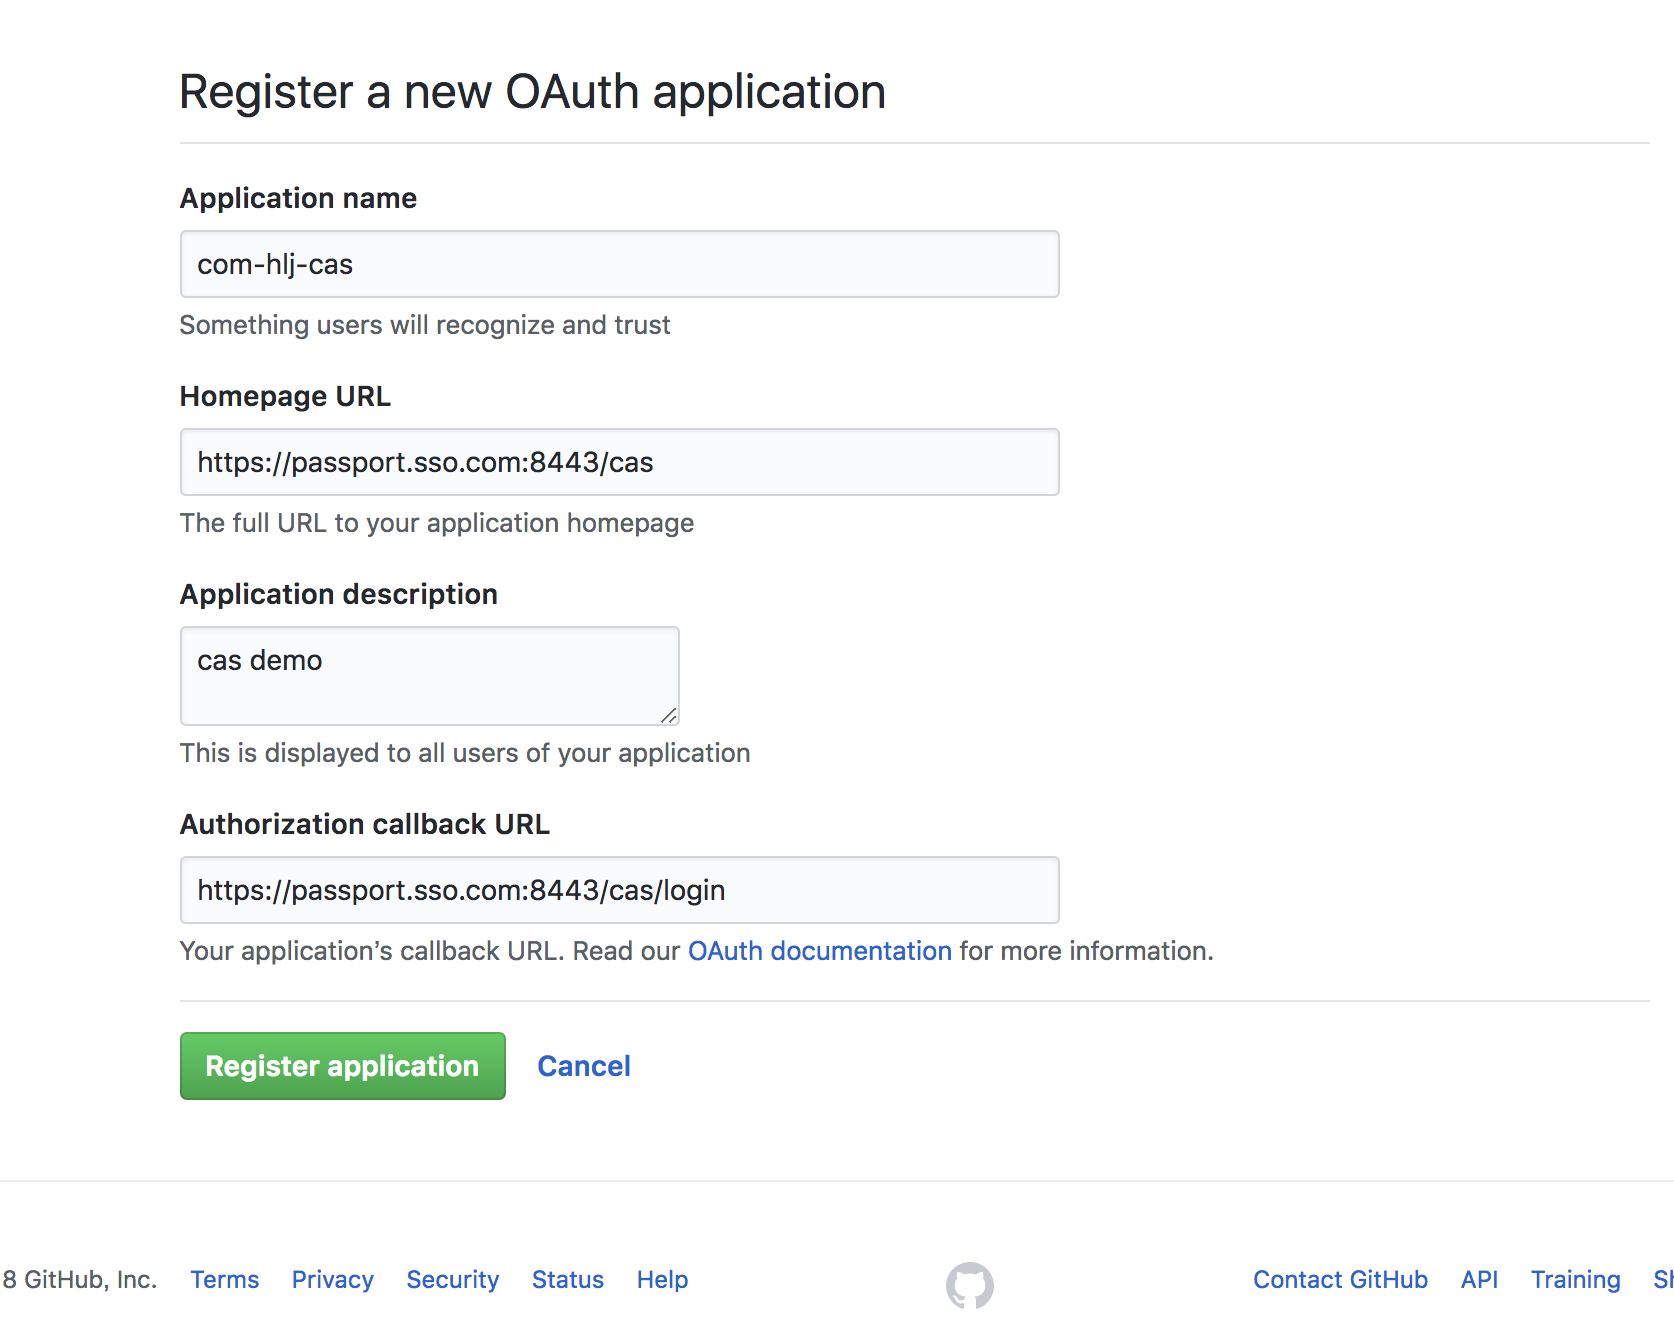 Register a new OAuth application
Application name
com-hlj-cas
Something users will recognize and trust
Homepage URL
https://passport.sso.com:8443/cas
The full URL to your application homepage
Application description
cas demo
This is displayed to all users of your application
Authorization callback URL
https://passport.sso.com:8443/cas/login
Your application’s callback URL. Read our OAuth documentation for more information.
Register application Cancel
8 GitHub, Inc. Terms Privacy Security Status Help Contact GitHub API Training